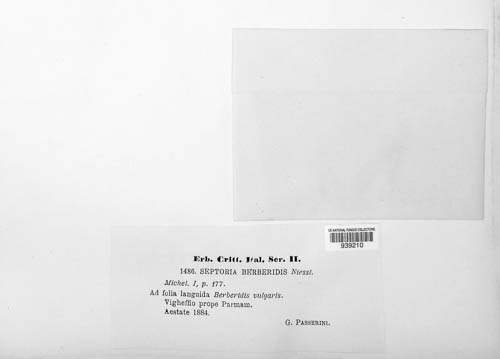 US NATIONAL FUNGUS COLLECTIONS
939210
Erb. Critt. Ital. Ser. II.
1486. SEPTORIA BERBERIDIS Niessl.
Michel. I, p. 177.
Ad folia languida Berberidis vulgaris.
Vigheffio prope Parmam.
Aestate 1884.
G. PASSERINI.